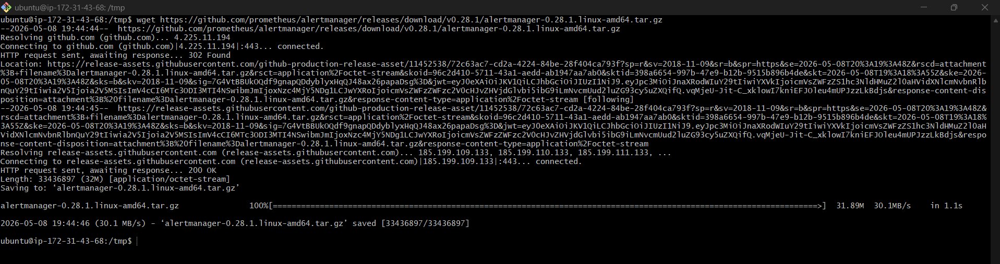 ubuntu@ip-172-31-43-68: /tmp
ubuntu@ip-172-31-43-68:/tmp$ wget https://github.com/prometheus/alertmanager/releases/download/v0.28.1/alertmanager-0.28.1.linux-amd64.tar.gz
--2026-05-08 19:44:44--  https://github.com/prometheus/alertmanager/releases/download/v0.28.1/alertmanager-0.28.1.linux-amd64.tar.gz
Resolving github.com (github.com)... 4.225.11.194
Connecting to github.com (github.com)|4.225.11.194|:443... connected.
HTTP request sent, awaiting response... 302 Found
Location: https://release-assets.githubusercontent.com/github-production-release-asset/11452538/72c63ac7-cd2a-4224-84be-28f404ca793f?sp=r&sv=2018-11-09&sr=b&spr=https&se=2026-05-08T20%3A19%3A48Z&rscd=attachment
%3B+filename%3Dalertmanager-0.28.1.linux-amd64.tar.gz&rsct=application%2Foctet-stream&skoid=96c2d410-5711-43a1-aedd-ab1947aa7ab0&sktid=398a6654-997b-47e9-b12b-9515b896b4de&skt=2026-05-08T19%3A18%3A55Z&ske=2026-
05-08T20%3A19%3A48Z&sks=b&skv=2018-11-09&sig=7G4VtBBUkOQdf9gnapQDdyblyxHqQJ48ax26papaDsg%3D&jwt=eyJ0eXAiOiJKV1QiLCJhbGciOiJIUzI1NiJ9.eyJpc3MiOiJnaXRodWIuY29tIiwiYXVkIjoicmVsZWFzZS1hc3NldHMuZ2l0aHVidXNlcmNvbnRlb
nQuY29tIiwia2V5Ijoia2V5MSIsImV4cCI6MTc3ODI3MTI4NSwibmJmIjoxNzc4MjY5NDg1LCJwYXRoIjoicmVsZWFzZWFzc2V0cHJvZHVjdGlvbi5ibG9iLmNvcmUud2luZG93cy5uZXQifQ.vqMjeU-Jit-C_xklowI7kniEFJOleu4mUPJzzLkBdjs&response-content-dis
position=attachment%3B%20filename%3Dalertmanager-0.28.1.linux-amd64.tar.gz&response-content-type=application%2Foctet-stream [following]
--2026-05-08 19:44:45--  https://release-assets.githubusercontent.com/github-production-release-asset/11452538/72c63ac7-cd2a-4224-84be-28f404ca793f?sp=r&sv=2018-11-09&sr=b&spr=https&se=2026-05-08T20%3A19%3A48Z&
rscd=attachment%3B+filename%3Dalertmanager-0.28.1.linux-amd64.tar.gz&rsct=application%2Foctet-stream&skoid=96c2d410-5711-43a1-aedd-ab1947aa7ab0&sktid=398a6654-997b-47e9-b12b-9515b896b4de&skt=2026-05-08T19%3A18%
3A55Z&ske=2026-05-08T20%3A19%3A48Z&sks=b&skv=2018-11-09&sig=7G4VtBBUkOQdf9gnapQDdyblyxHqQJ48ax26papaDsg%3D&jwt=eyJ0eXAiOiJKV1QiLCJhbGciOiJIUzI1NiJ9.eyJpc3MiOiJnaXRodWIuY29tIiwiYXVkIjoicmVsZWFzZS1hc3NldHMuZ2l0aH
VidXNlcmNvbnRlbnQuY29tIiwia2V5Ijoia2V5MSIsImV4cCI6MTc3ODI3MTI4NSwibmJmIjoxNzc4MjY5NDg1LCJwYXRoIjoicmVsZWFzZWFzc2V0cHJvZHVjdGlvbi5ibG9iLmNvcmUud2luZG93cy5uZXQifQ.vqMjeU-Jit-C_xklowI7kniEFJOleu4mUPJzzLkBdjs&respo
nse-content-disposition=attachment%3B%20filename%3Dalertmanager-0.28.1.linux-amd64.tar.gz&response-content-type=application%2Foctet-stream
Resolving release-assets.githubusercontent.com (release-assets.githubusercontent.com)... 185.199.109.133, 185.199.110.133, 185.199.111.133, ...
Connecting to release-assets.githubusercontent.com (release-assets.githubusercontent.com)|185.199.109.133|:443... connected.
HTTP request sent, awaiting response... 200 OK
Length: 33436897 (32M) [application/octet-stream]
Saving to: ‘alertmanager-0.28.1.linux-amd64.tar.gz’
alertmanager-0.28.1.linux-amd64.tar.gz 100%[====================================================================================================================>] 31.89M 30.1MB/s in 1.1s
2026-05-08 19:44:46 (30.1 MB/s) - ‘alertmanager-0.28.1.linux-amd64.tar.gz’ saved [33436897/33436897]
ubuntu@ip-172-31-43-68:/tmp$